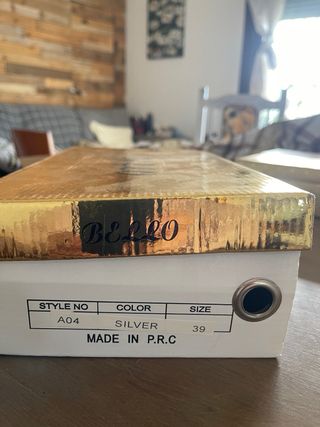 BELLO
STYLE NO COLOR SIZE
A04 SILVER 39
MADE IN P.R.C